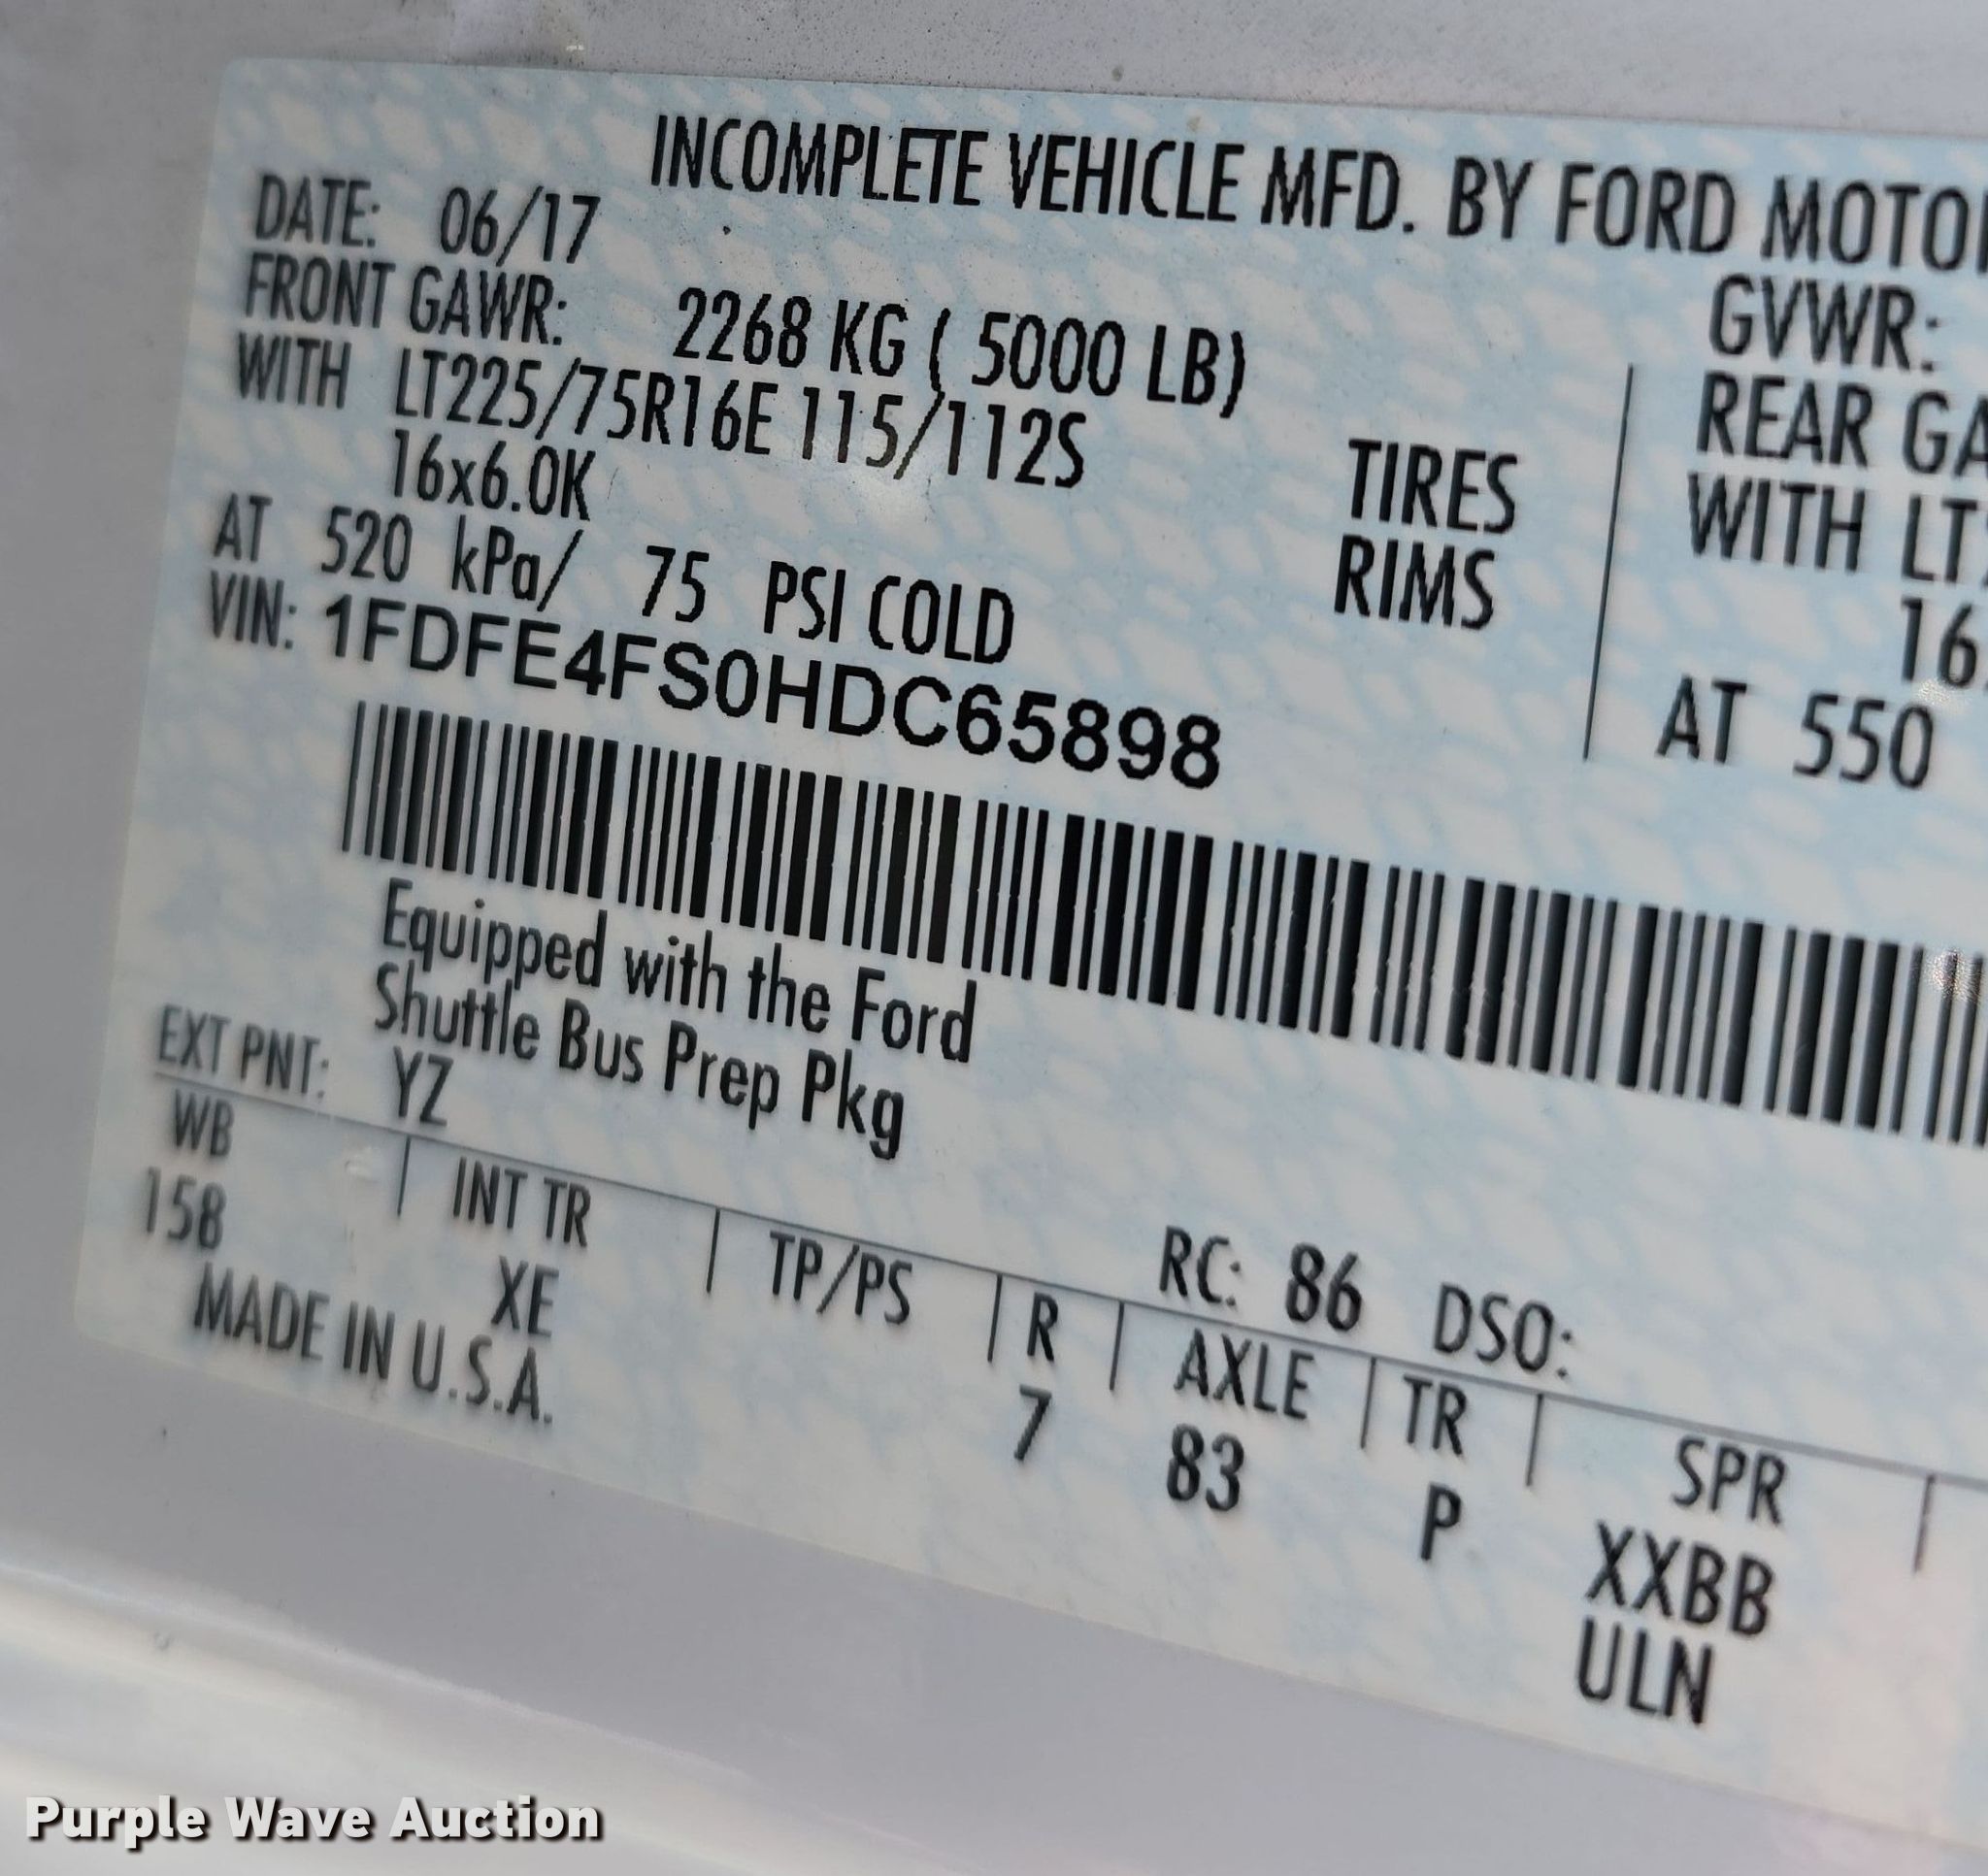 INCOMPLETE VEHICLE MFD. BY FORD MOTOR
DATE: 06/17
GVWR:
FRONT GAWR: 2268 KG ( 5000 LB)
REAR GA
WITH LT225/75R16E 115/112S TIRES
WITH LT
16x6.0K RIMS
16
AT 520 kPa/ 75 PSI COLD
AT 550
VIN: 1FDFE4FS0HDC65898
Equipped with the Ford
Shuttle Bus Prep Pkg
EXT PNT: YZ RC: 86 DSO:
WB INT TR TP/PS R AXLE TR SPR
158 XE 7 83 P XXBB
ULN
MADE IN U.S.A.
Purple Wave Auction